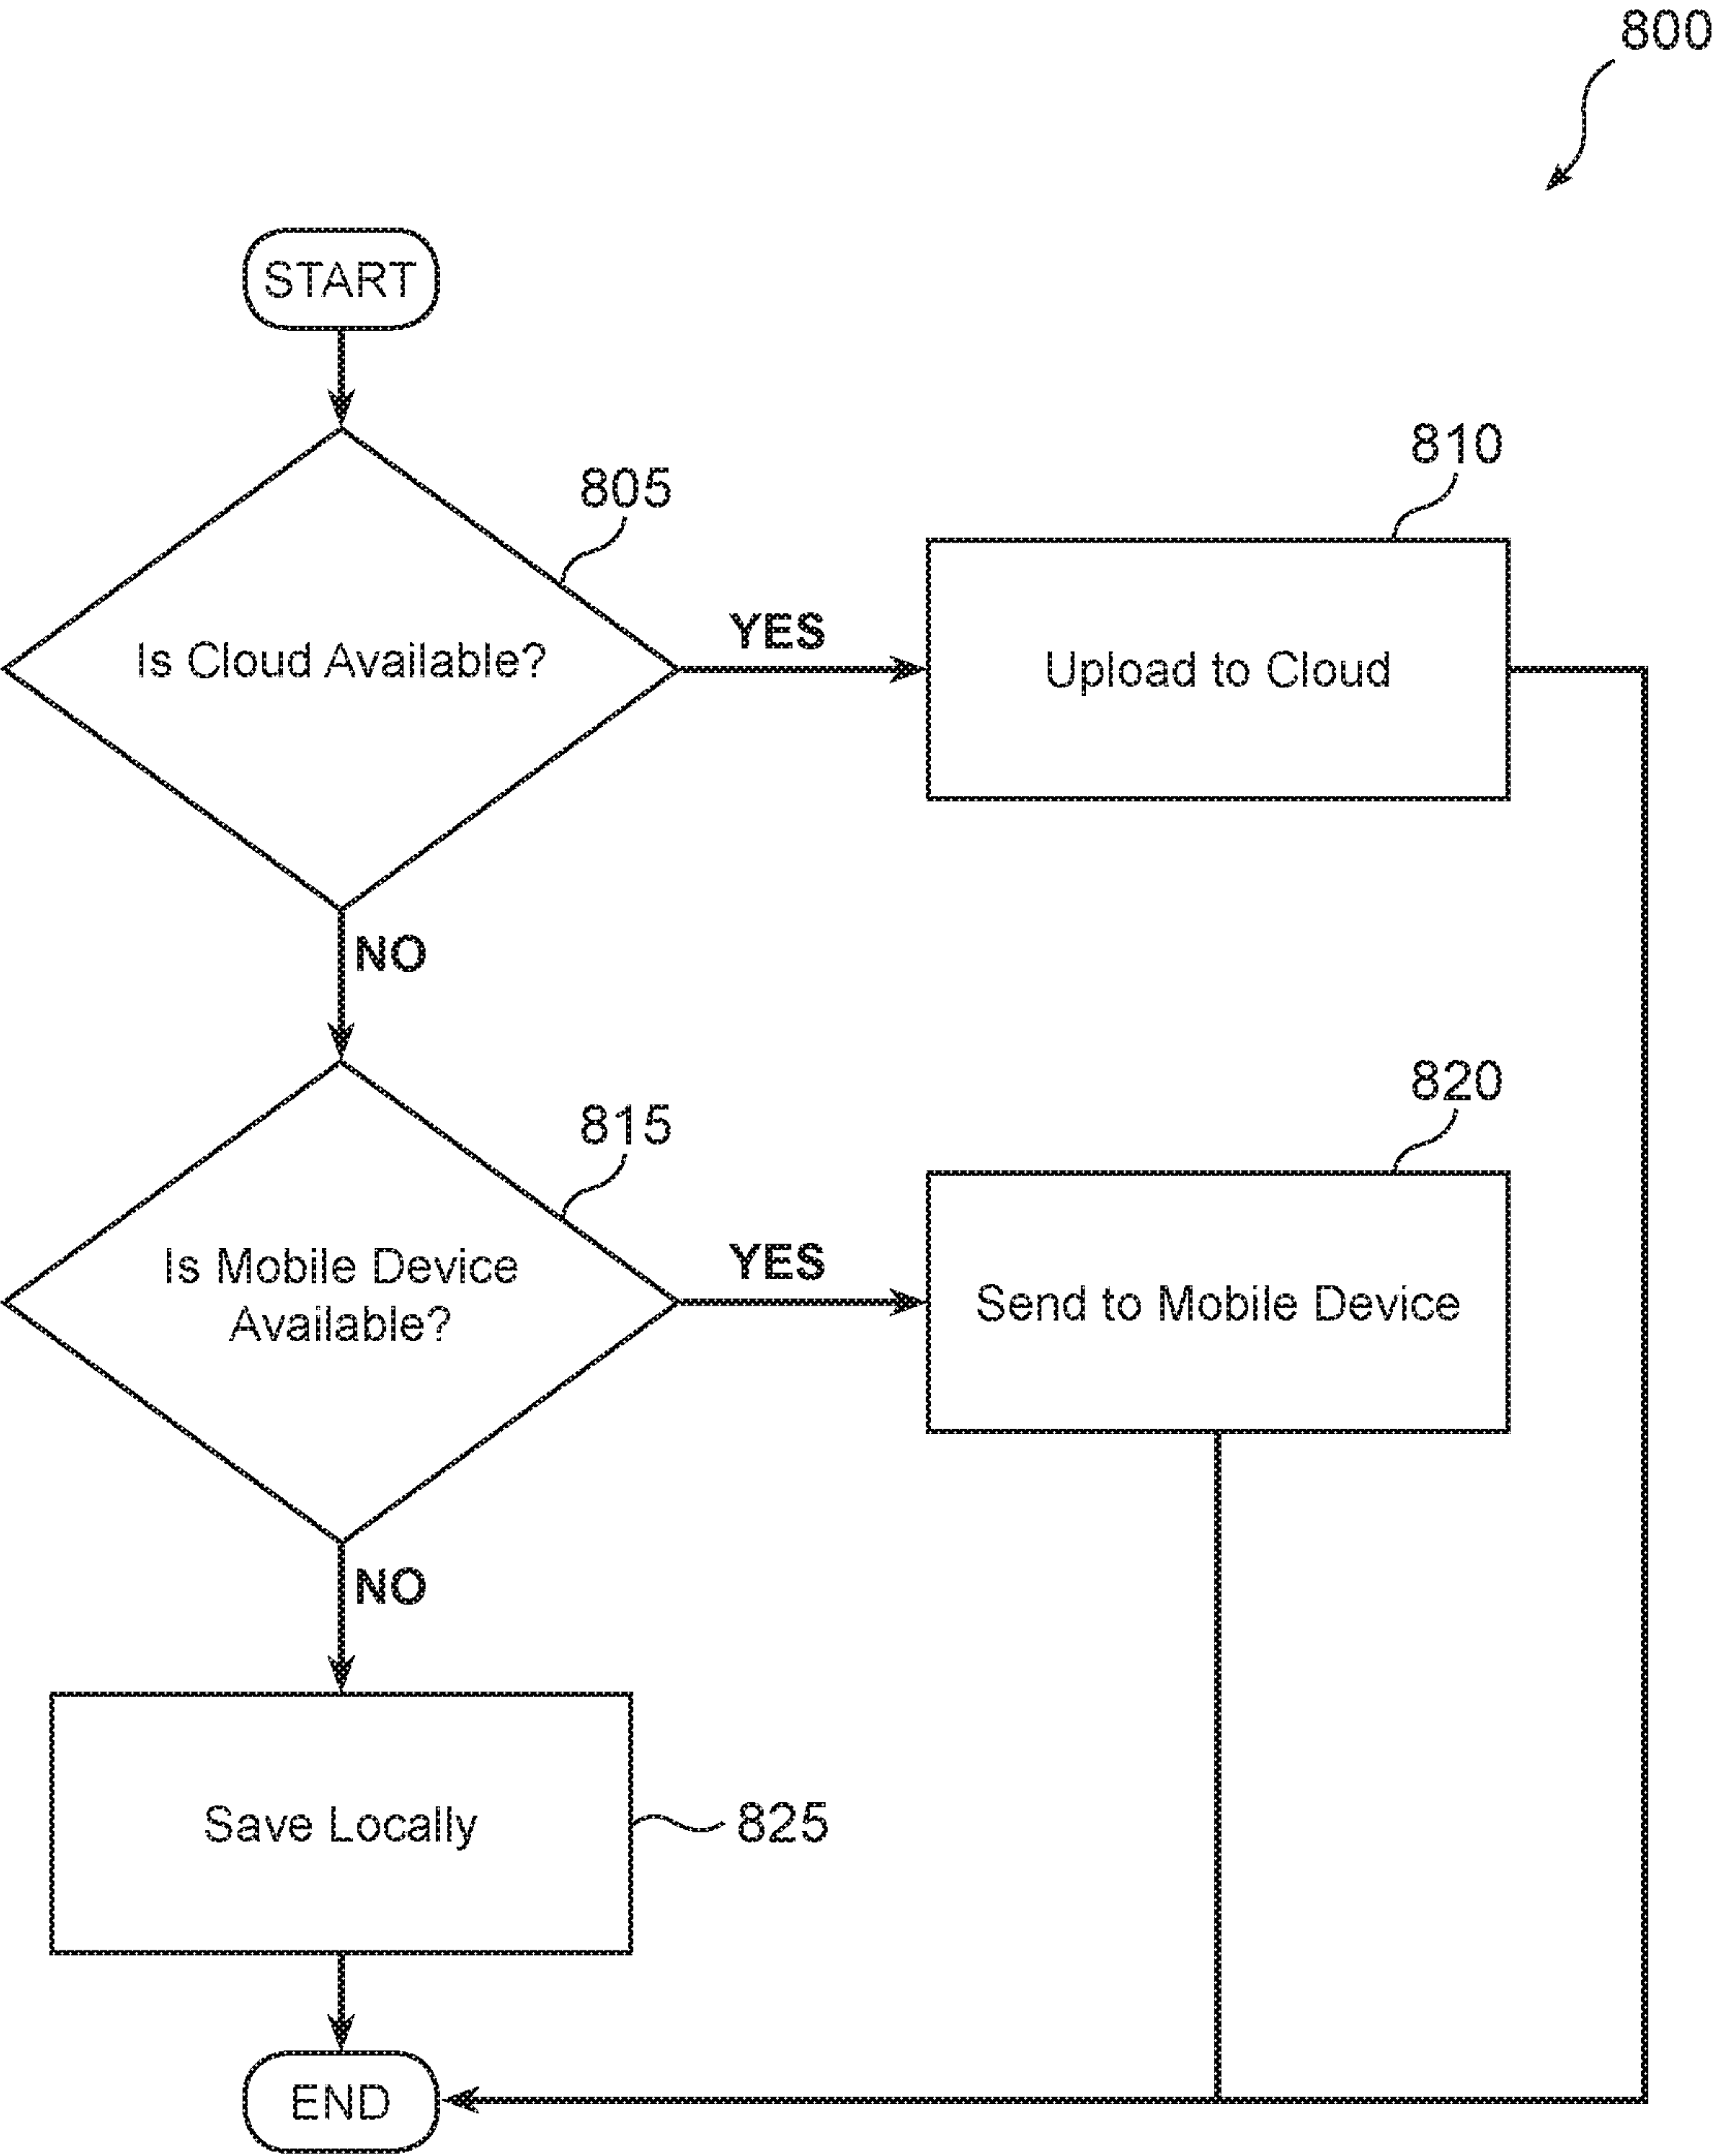 800
START
805
810
Is Cloud Available?
YES
Upload to Cloud
NO
815
820
Is Mobile Device
Available?
YES
Send to Mobile Device
NO
Save Locally
825
END